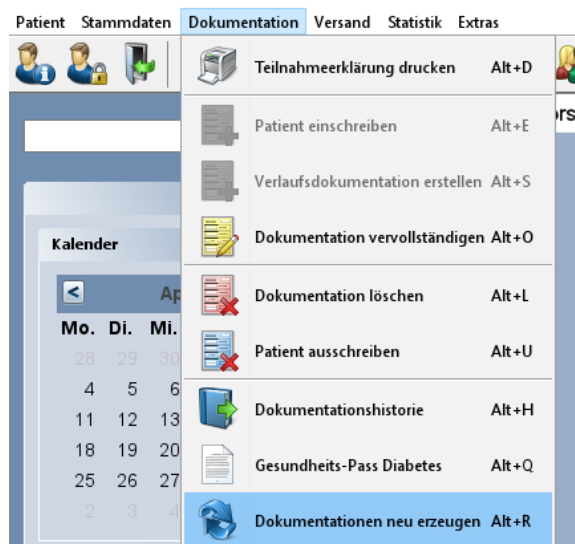 Patient Stammdaten Dokumentation Versand Statistik Extras
Teilnahmeerklärung drucken Alt+D
Patient einschreiben Alt+E
Verlaufsdokumentation erstellen Alt+S
Dokumentation vervollständigen Alt+O
Dokumentation löschen Alt+L
Patient ausschreiben Alt+U
Dokumentationshistorie Alt+H
Gesundheits-Pass Diabetes Alt+Q
Dokumentationen neu erzeugen Alt+R
Kalender
<
Mo. Di. Mi.
28 29 30
4 5 6
11 12 13
18 19 20
25 26 27
2 3 4